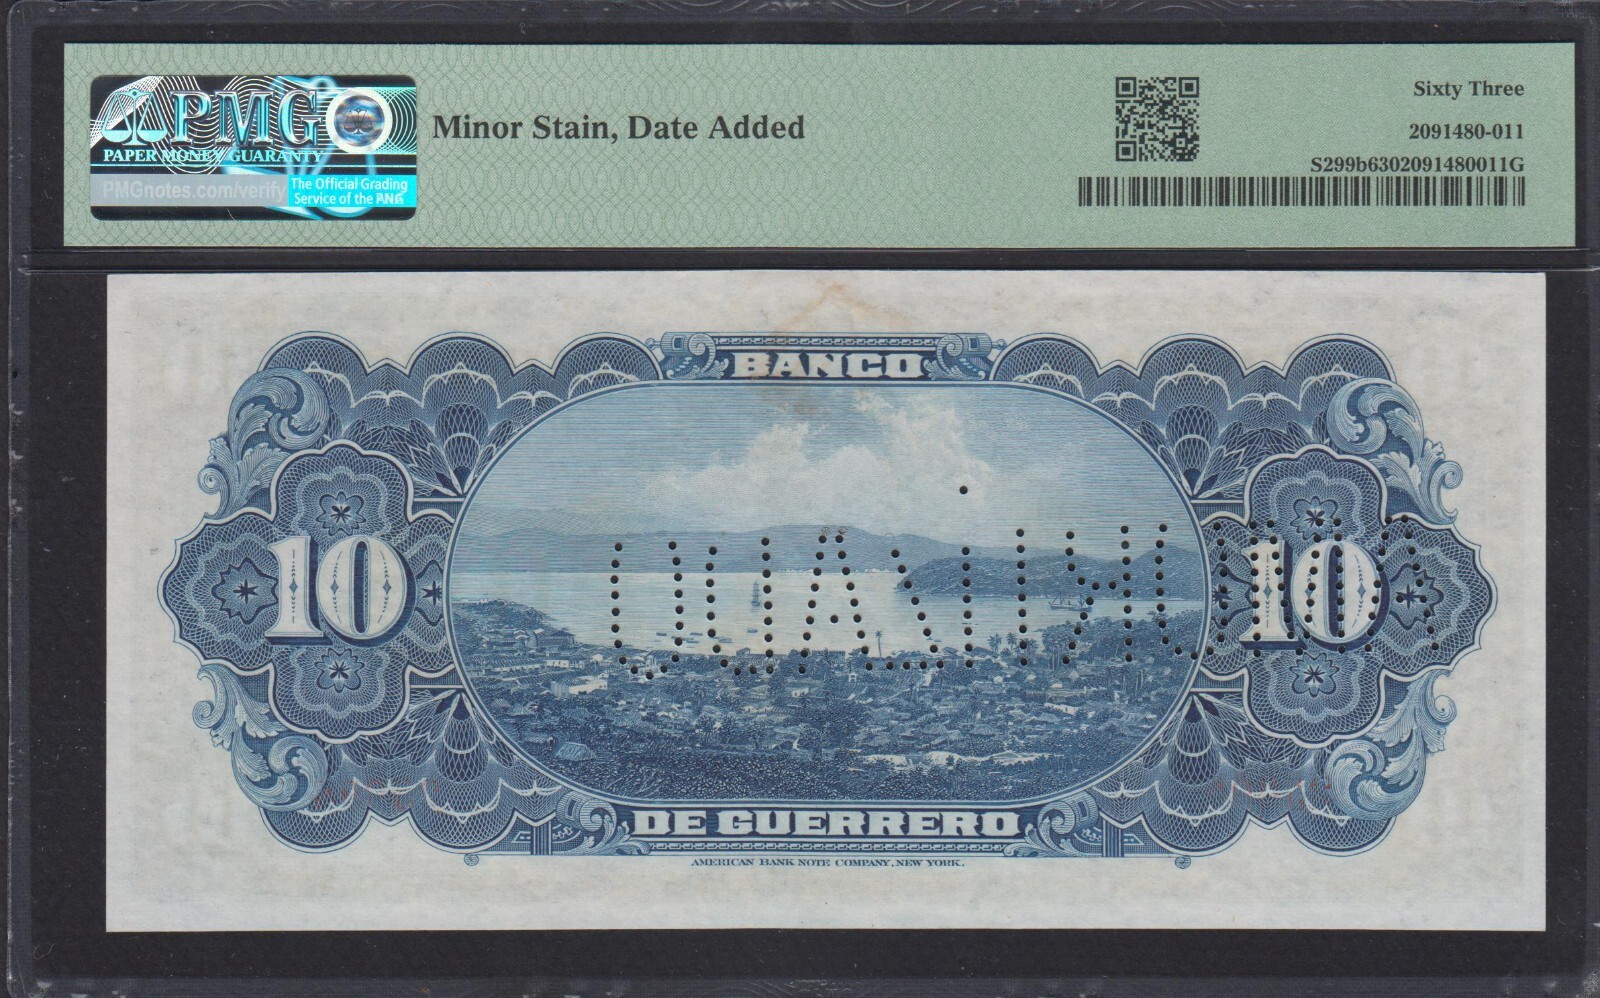 PMG
PAPER MONEY GUARANTY
PMGnotes.com/verify
The Official Grading
Service of the PNG
Minor Stain, Date Added
Sixty Three
2091480-011
S299b6302091480011G
BANCO
10
10
DE GUERRERO
AMERICAN BANK NOTE COMPANY, NEW YORK.